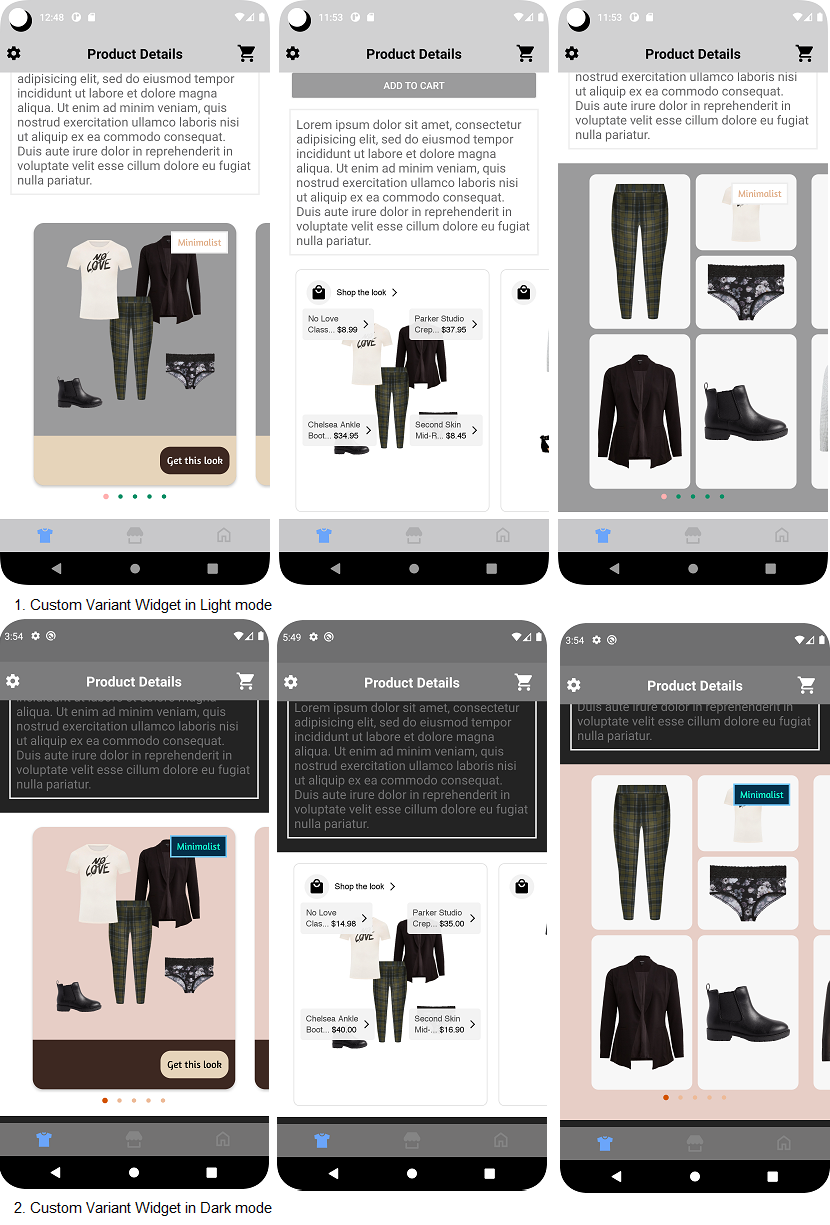 12:48
Product Details
adipisicing elit, sed do eiusmod tempor
incididunt ut labore et dolore magna
aliqua. Ut enim ad minim veniam, quis
nostrud exercitation ullamco laboris nisi
ut aliquip ex ea commodo consequat.
Duis aute irure dolor in reprehenderit in
voluptate velit esse cillum dolore eu fugiat
nulla pariatur.
Minimalist
NO
LOVE
Get this look
11:53
Product Details
ADD TO CART
Lorem ipsum dolor sit amet, consectetur
adipisicing elit, sed do eiusmod tempor
incididunt ut labore et dolore magna
aliqua. Ut enim ad minim veniam, quis
nostrud exercitation ullamco laboris nisi
ut aliquip ex ea commodo consequat.
Duis aute irure dolor in reprehenderit in
voluptate velit esse cillum dolore eu fugiat
nulla pariatur.
Shop the look
No Love
Class... $8.99
Parker Studio
Crep... $37.95
LOVE
Chelsea Ankle
Boot... $34.95
Second Skin
Mid-R... $8.45
11:53
Product Details
nostrud exercitation ullamco laboris nisi
ut aliquip ex ea commodo consequat.
Duis aute irure dolor in reprehenderit in
voluptate velit esse cillum dolore eu fugiat
nulla pariatur.
Minimalist
1. Custom Variant Widget in Light mode
3:54
Product Details
incididunt ut labore et dolore magna
aliqua. Ut enim ad minim veniam, quis
nostrud exercitation ullamco laboris nisi
ut aliquip ex ea commodo consequat.
Duis aute irure dolor in reprehenderit in
voluptate velit esse cillum dolore eu fugiat
nulla pariatur.
Minimalist
NO
LOVE
Get this look
5:49
Product Details
Lorem ipsum dolor sit amet, consectetur
adipisicing elit, sed do eiusmod tempor
incididunt ut labore et dolore magna
aliqua. Ut enim ad minim veniam, quis
nostrud exercitation ullamco laboris nisi
ut aliquip ex ea commodo consequat.
Duis aute irure dolor in reprehenderit in
voluptate velit esse cillum dolore eu fugiat
nulla pariatur.
Shop the look
No Love
Clas... $14.98
Parker Studio
Crep... $35.00
LOVE
Chelsea Ankle
Boot... $40.00
Second Skin
Mid-... $16.90
3:54
Product Details
Duis aute irure dolor in reprehenderit in
voluptate velit esse cillum dolore eu fugiat
nulla pariatur.
Minimalist
2. Custom Variant Widget in Dark mode